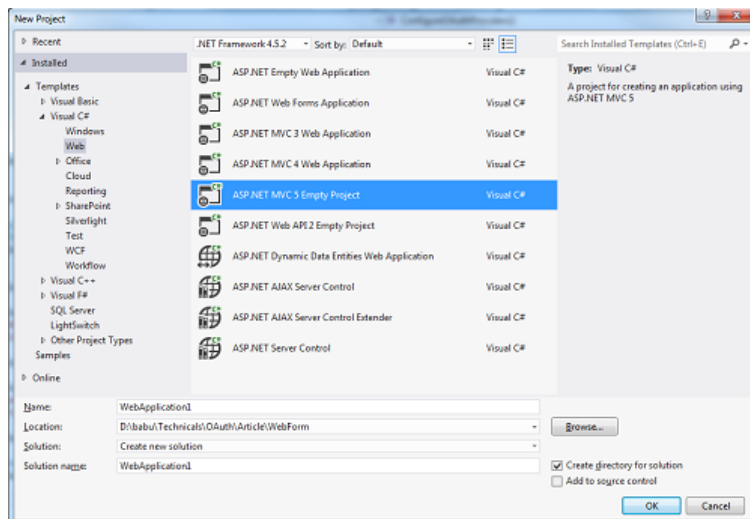 New Project
Recent
.NET Framework 4.5.2 Sort by: Default
Search Installed Templates (Ctrl+E)
Installed
Templates
Visual Basic
Visual C#
Windows
Web
Office
Cloud
Reporting
SharePoint
Silverlight
Test
WCF
Workflow
Visual C++
Visual F#
SQL Server
LightSwitch
Other Project Types
Samples
Online
ASP.NET Empty Web Application Visual C#
ASP.NET Web Forms Application Visual C#
ASP.NET MVC 3 Web Application Visual C#
ASP.NET MVC 4 Web Application Visual C#
ASP.NET MVC 5 Empty Project Visual C#
ASP.NET Web API 2 Empty Project Visual C#
ASP.NET Dynamic Data Entities Web Application Visual C#
ASP.NET AJAX Server Control Visual C#
ASP.NET AJAX Server Control Extender Visual C#
ASP.NET Server Control Visual C#
Type: Visual C#
A project for creating an application using
ASP.NET MVC 5
Name: WebApplication1
Location: D:\babu\Technicals\OAuth\Article\WebForm
Browse...
Solution: Create new solution
Solution name: WebApplication1
Create directory for solution
Add to source control
OK Cancel